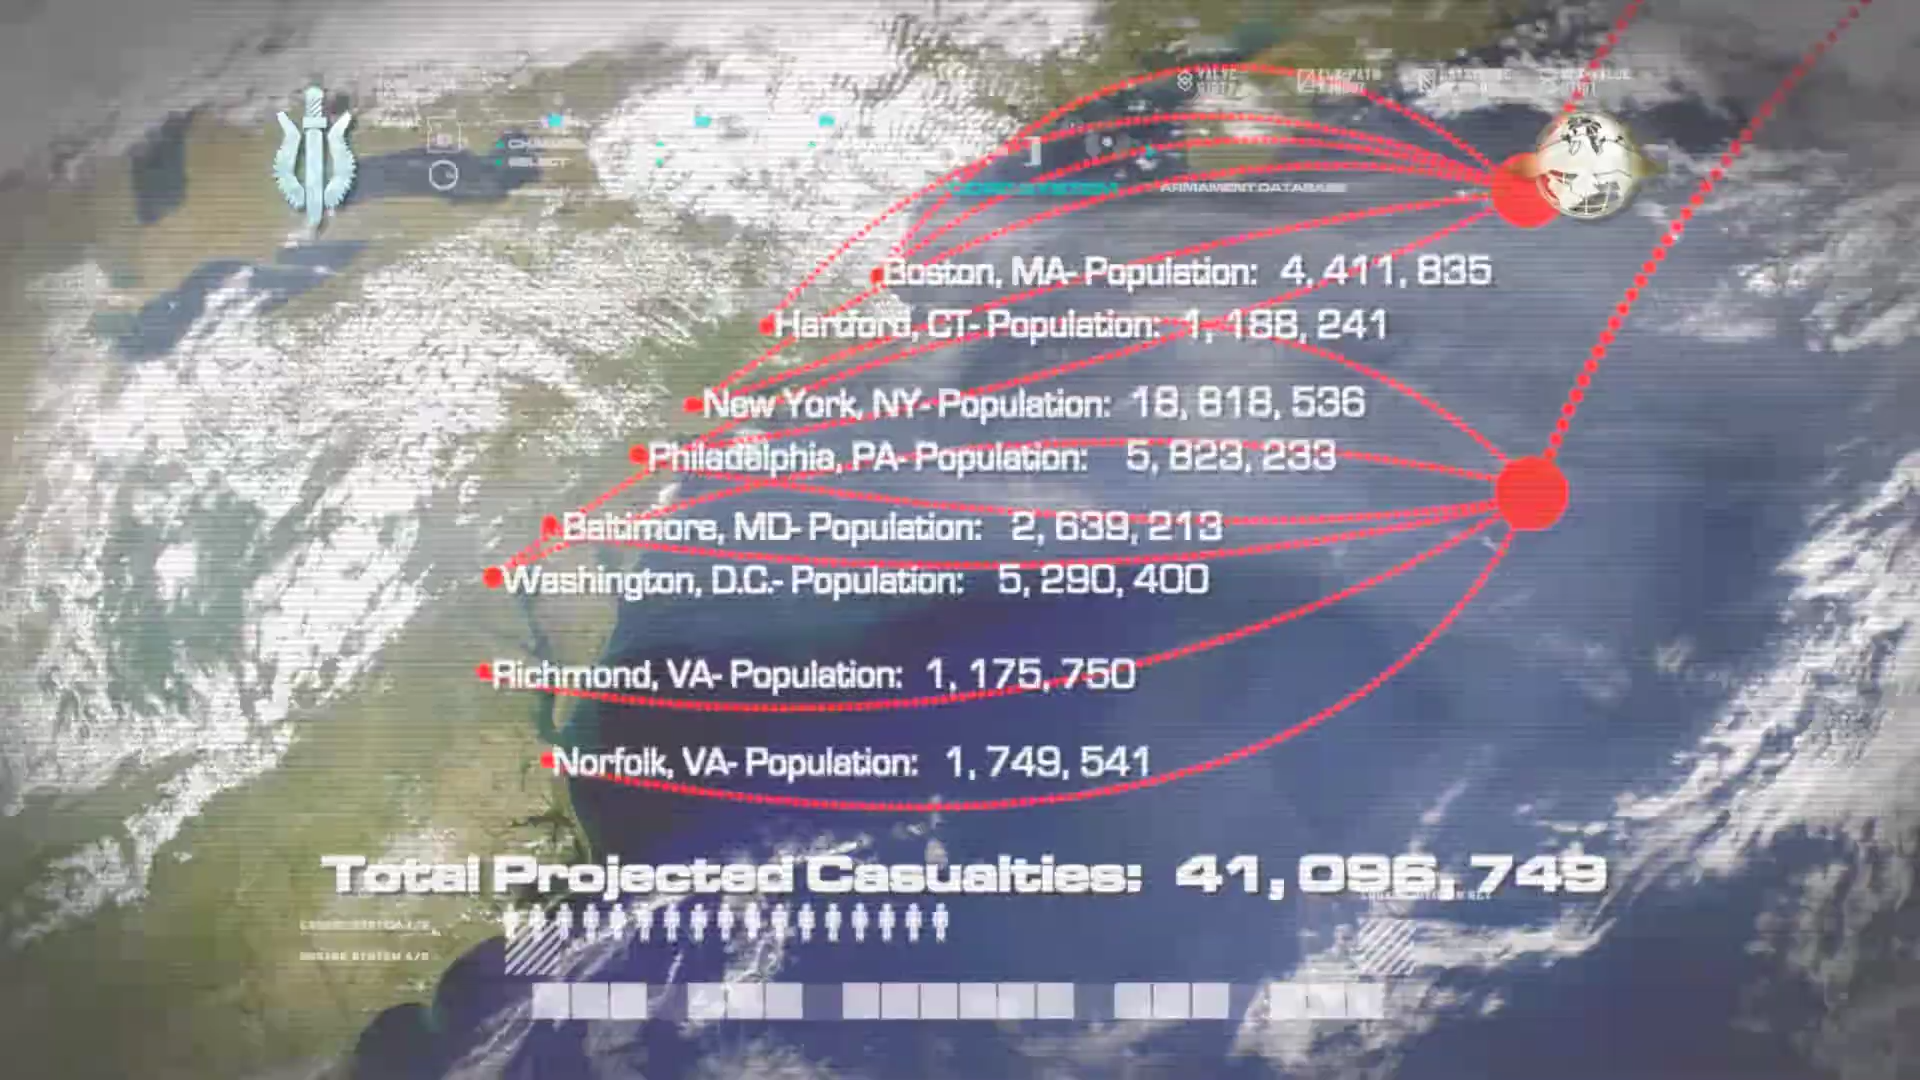 ARMAMENT DATABASE
Boston, MA- Population: 4, 411, 835
Hartford, CT- Population: 1, 188, 241
New York, NY- Population: 18, 818, 536
Philadelphia, PA- Population: 5, 823, 233
Baltimore, MD- Population: 2, 639, 213
Washington, D.C.- Population: 5, 290, 400
Richmond, VA- Population: 1, 175, 750
Norfolk, VA- Population: 1, 749, 541
Total Projected Casualties: 41, 096, 749